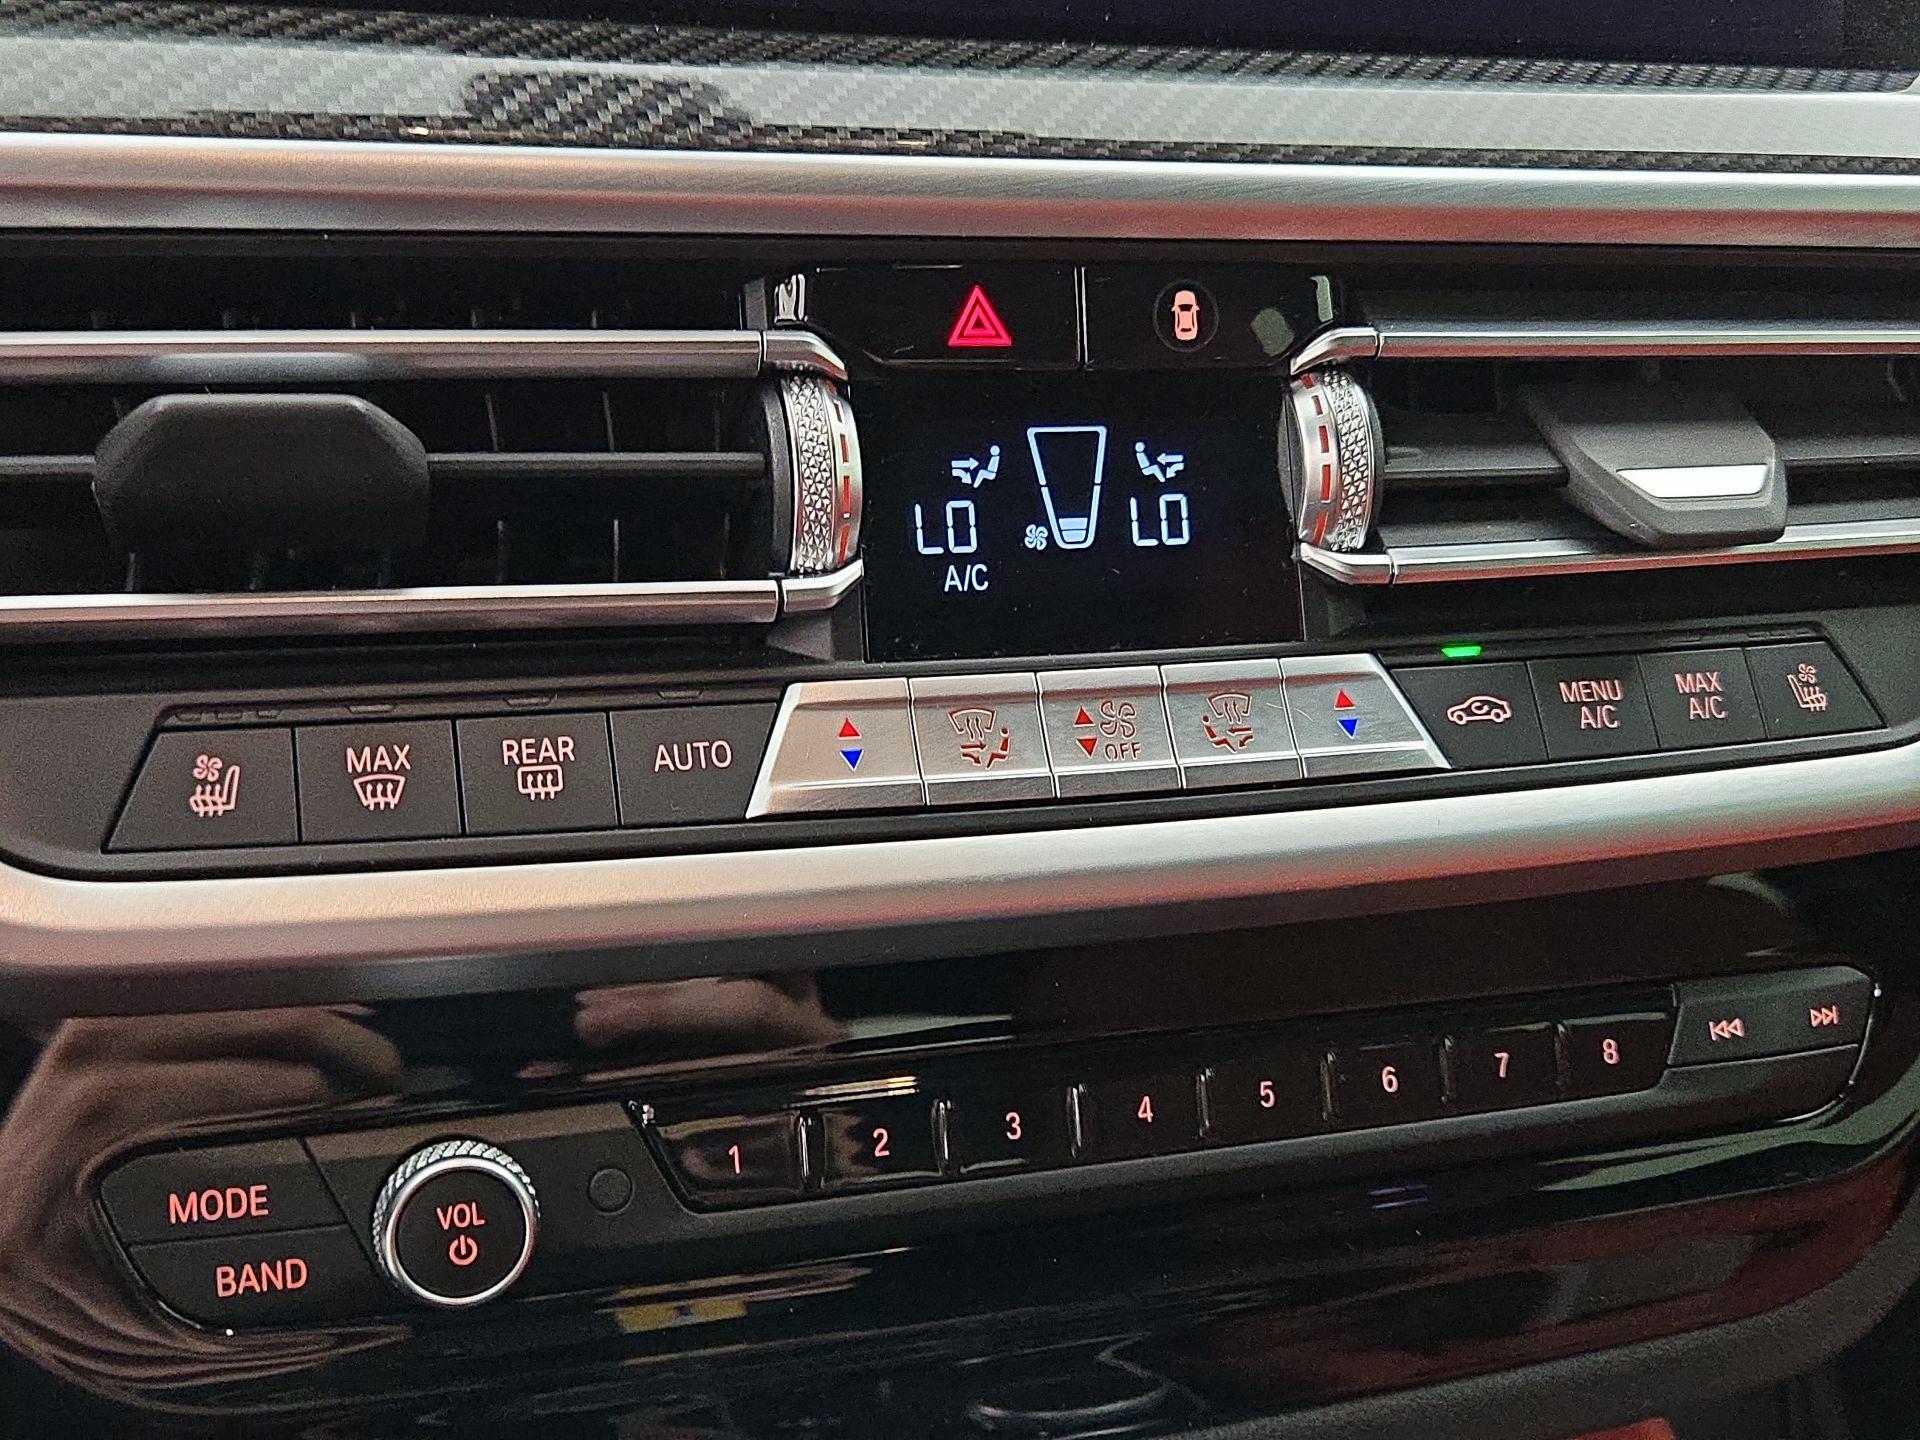 LO
LO
A/C
MAX
REAR
AUTO
OFF
MENU
A/C
MAX
A/C
MODE
BAND
VOL
1
2
3
4
5
6
7
8